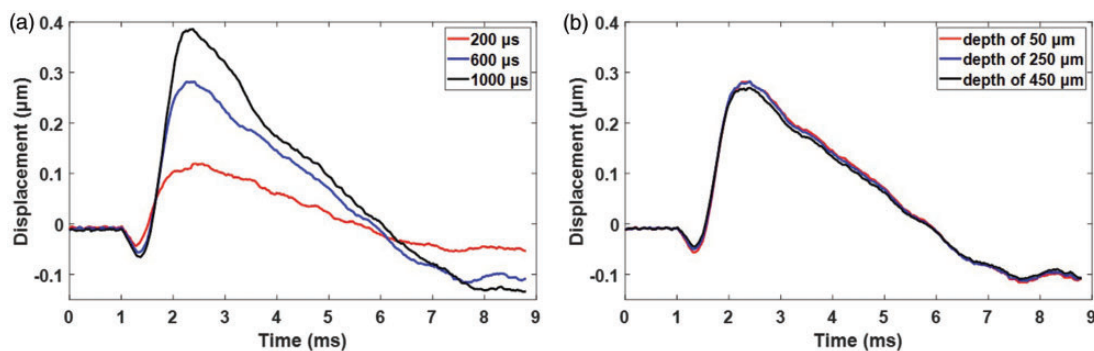 (a)
0.4
0.3
0.2
0.1
0
-0.1
Displacement (µm)
0 1 2 3 4 5 6 7 8 9
Time (ms)
200 µs
600 µs
1000 µs
(b)
0.4
0.3
0.2
0.1
0
-0.1
Displacement (µm)
0 1 2 3 4 5 6 7 8 9
Time (ms)
depth of 50 µm
depth of 250 µm
depth of 450 µm